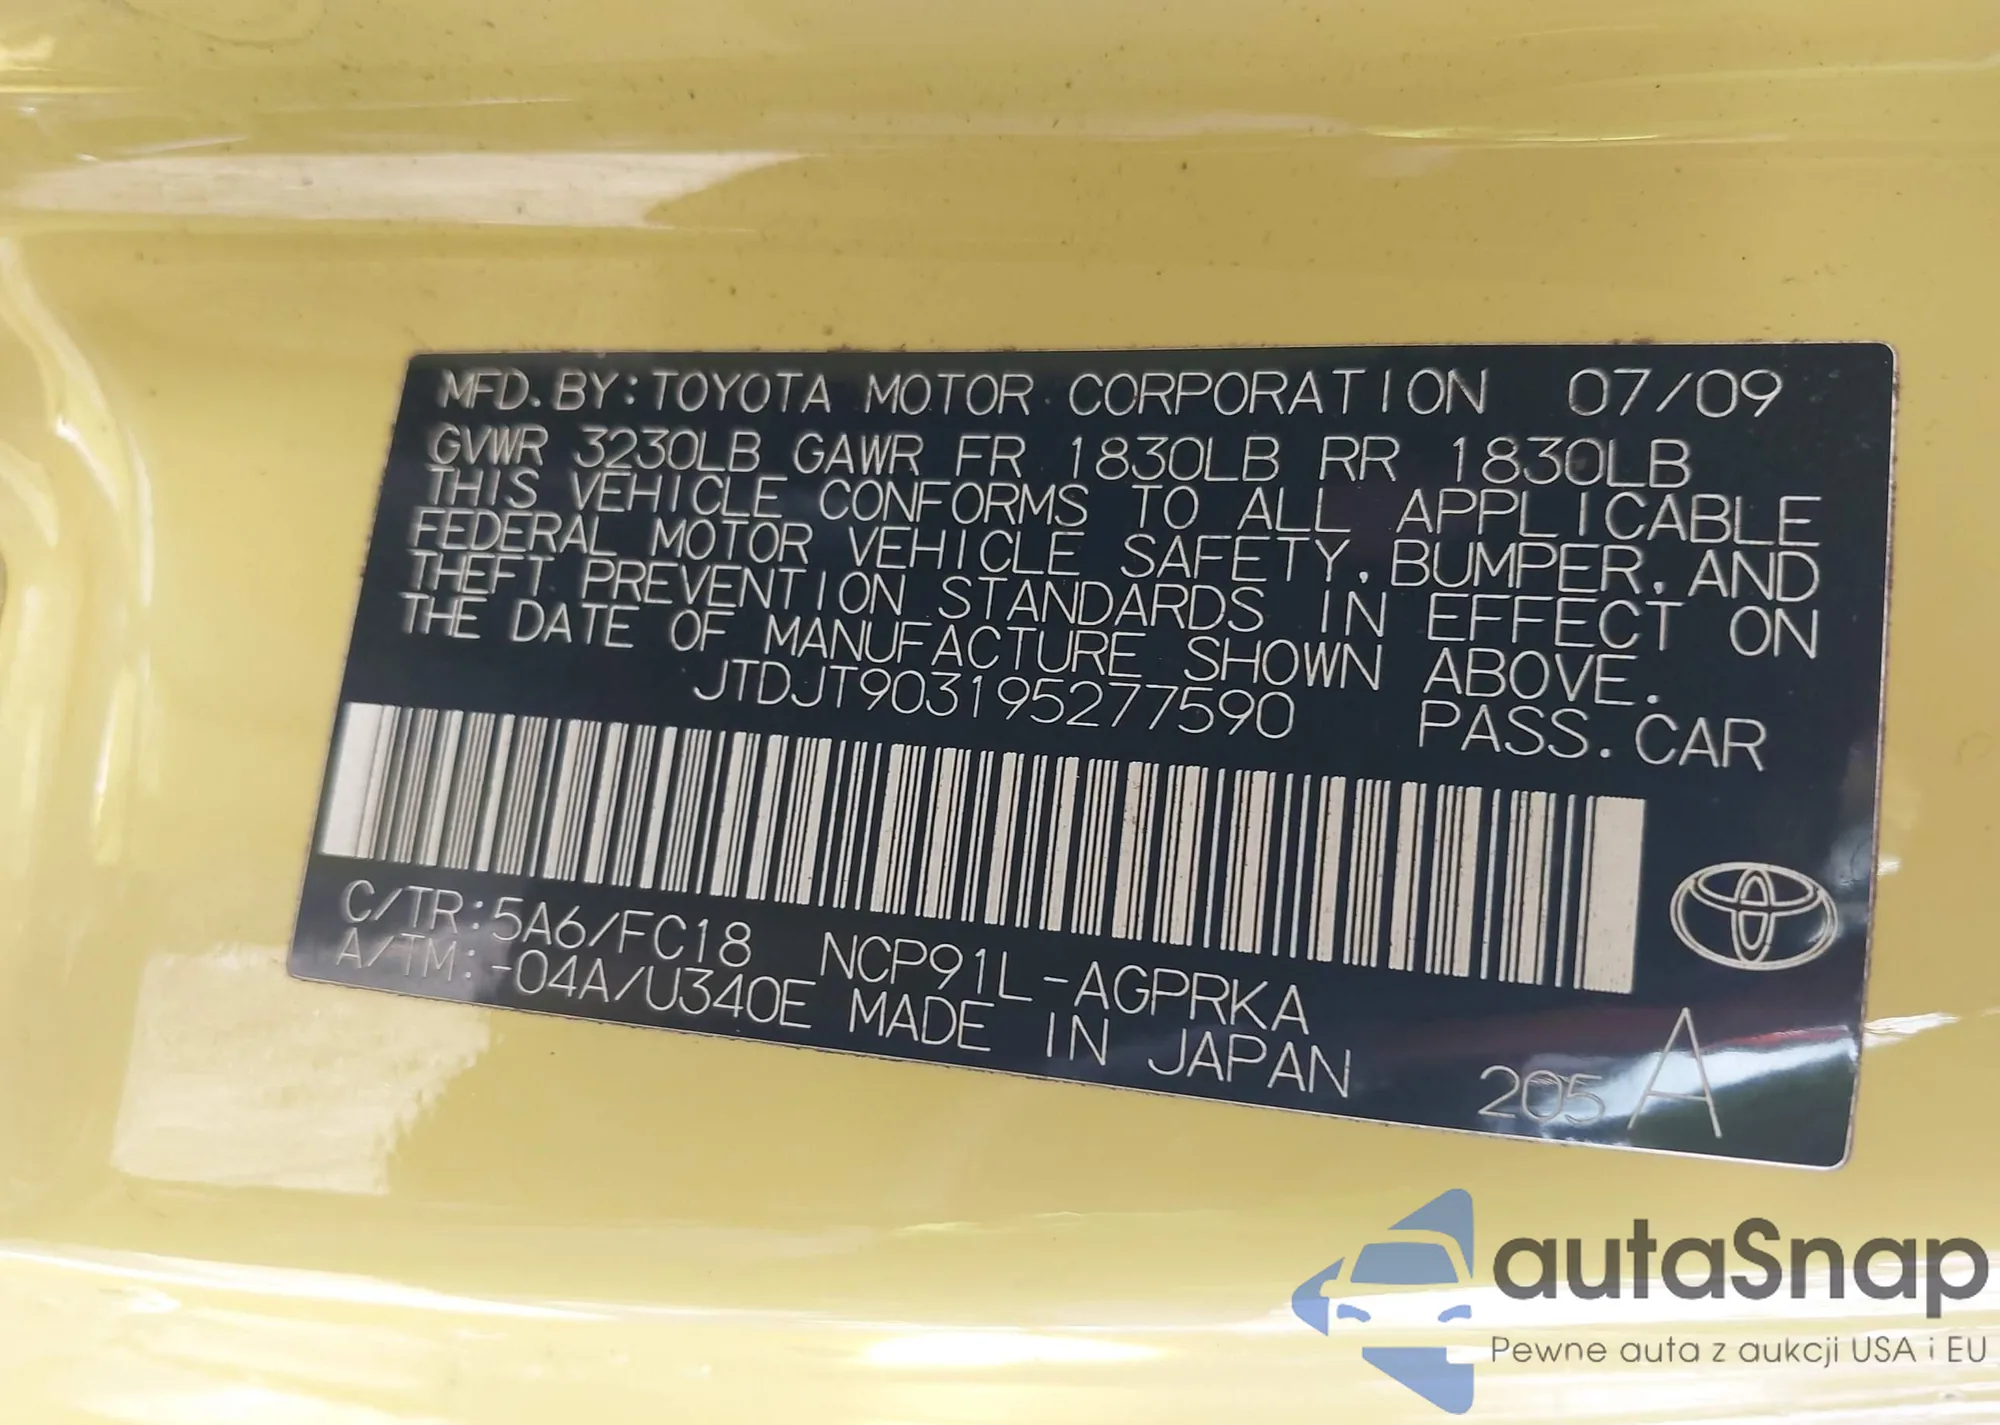 MFD.BY:TOYOTA MOTOR CORPORATION 07/09
GVWR 3230LB GAWR FR 1830LB RR 1830LB
THIS VEHICLE CONFORMS TO ALL APPLICABLE
FEDERAL MOTOR VEHICLE SAFETY, BUMPER, AND
THEFT PREVENTION STANDARDS IN EFFECT ON
THE DATE OF MANUFACTURE SHOWN ABOVE.
JTDJT903195277590 PASS.CAR
C/TR:5A6/FC18 NCP91L-AGPRKA
A/TM:-04A/U340E MADE IN JAPAN
205 A
autaSnap
Pewne auta z aukcji USA i EU